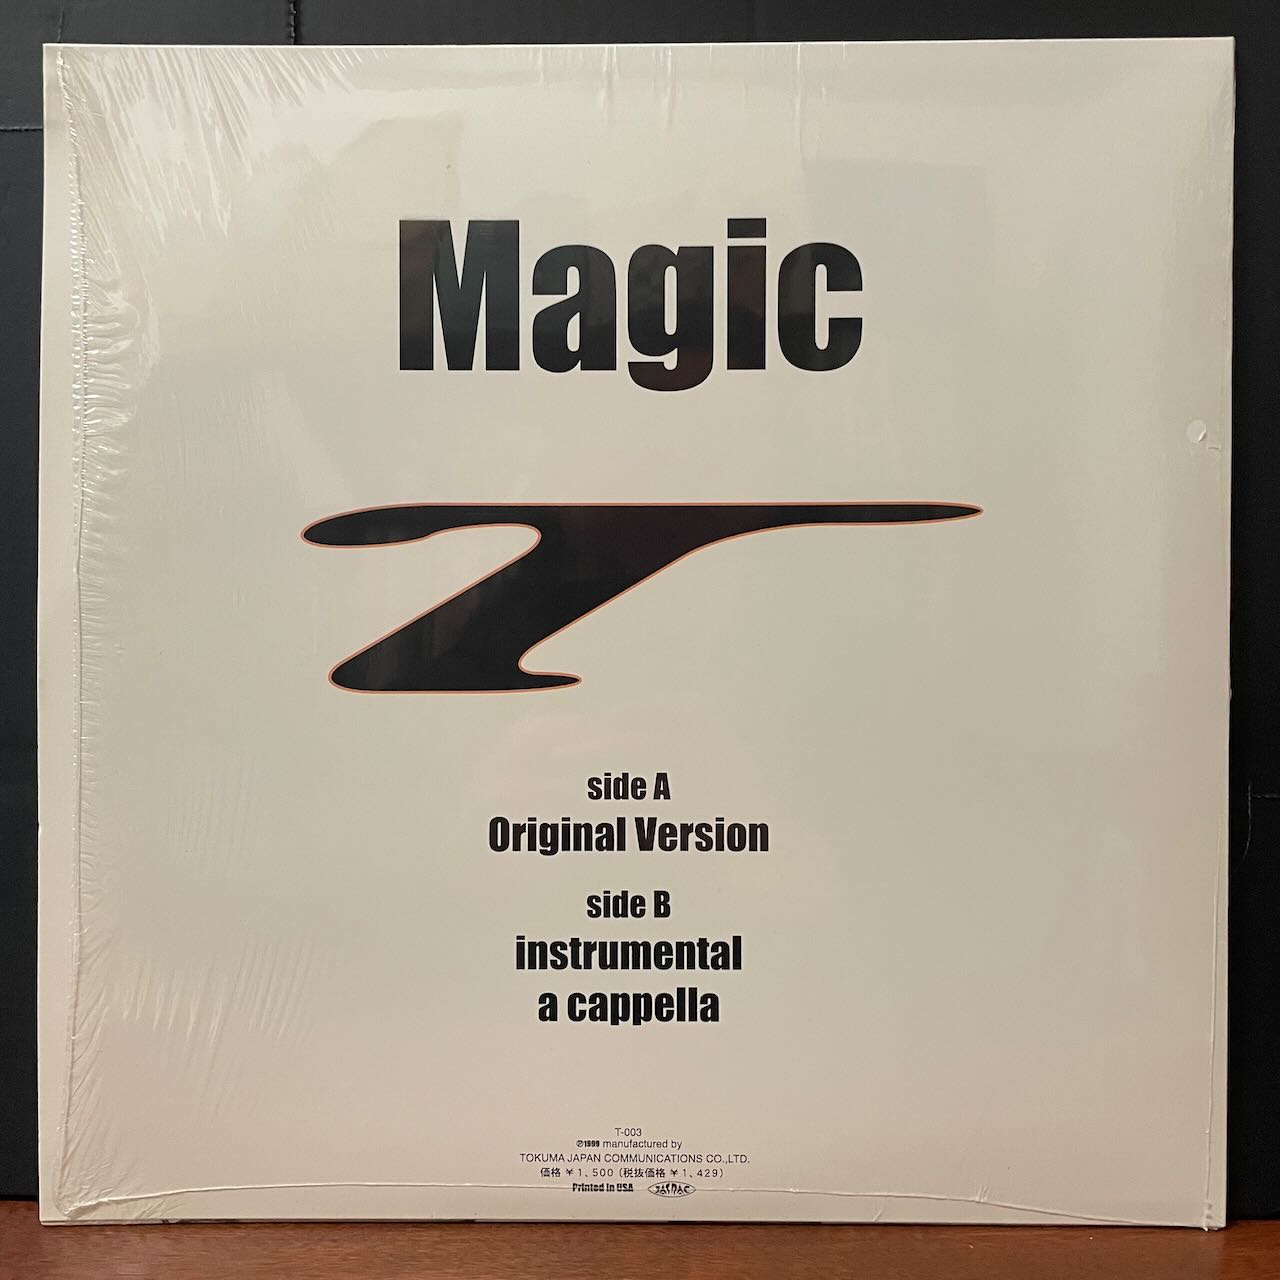 Magic
side A
Original Version
side B
instrumental
a cappella
T-003
℗1999 manufactured by
TOKUMA JAPAN COMMUNICATIONS CO.,LTD.
価格 ¥1,500 (税抜価格 ¥1,429)
Printed in USA JASRAC